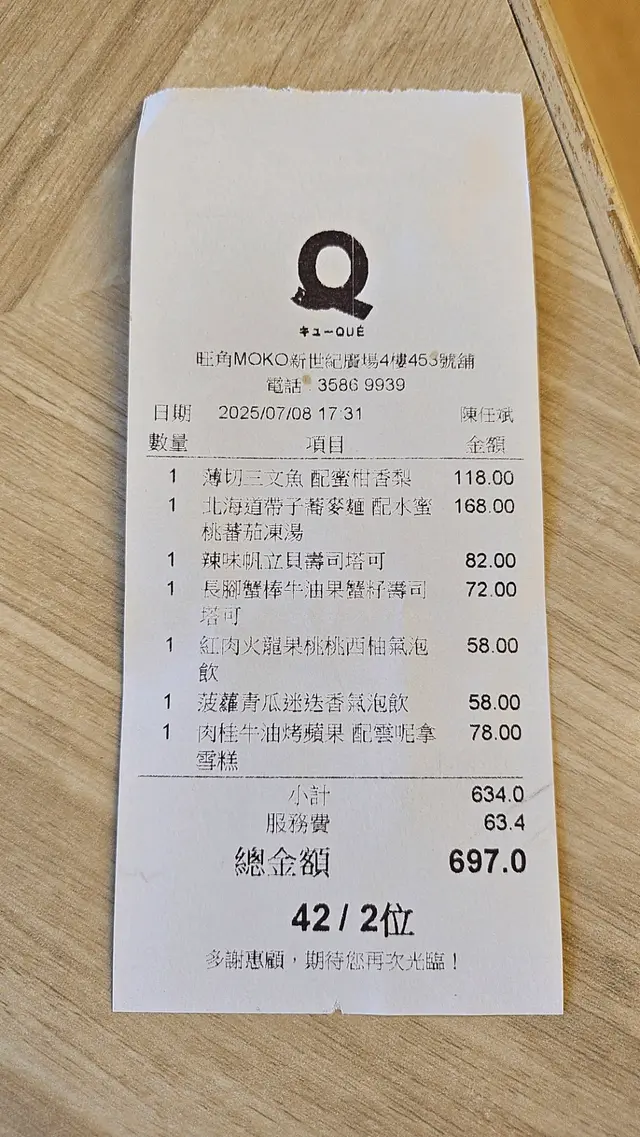 Q
キューQUÉ
旺角MOKO新世紀廣場4樓453號舖
電話：3586 9939
日期 2025/07/08 17:31 陳任斌
數量 項目 金額
1 薄切三文魚 配蜜柑香梨 118.00
1 北海道帶子蕎麥麵 配水蜜 168.00
桃蕃茄凍湯
1 辣味帆立貝壽司塔可 82.00
1 長腳蟹棒牛油果蟹籽壽司 72.00
塔可
1 紅肉火龍果桃桃西柚氣泡 58.00
飲
1 菠蘿青瓜迷迭香氣泡飲 58.00
1 肉桂牛油烤蘋果 配雲呢拿 78.00
雪糕
小計 634.0
服務費 63.4
總金額 697.0
42 / 2位
多謝惠顧，期待您再次光臨！